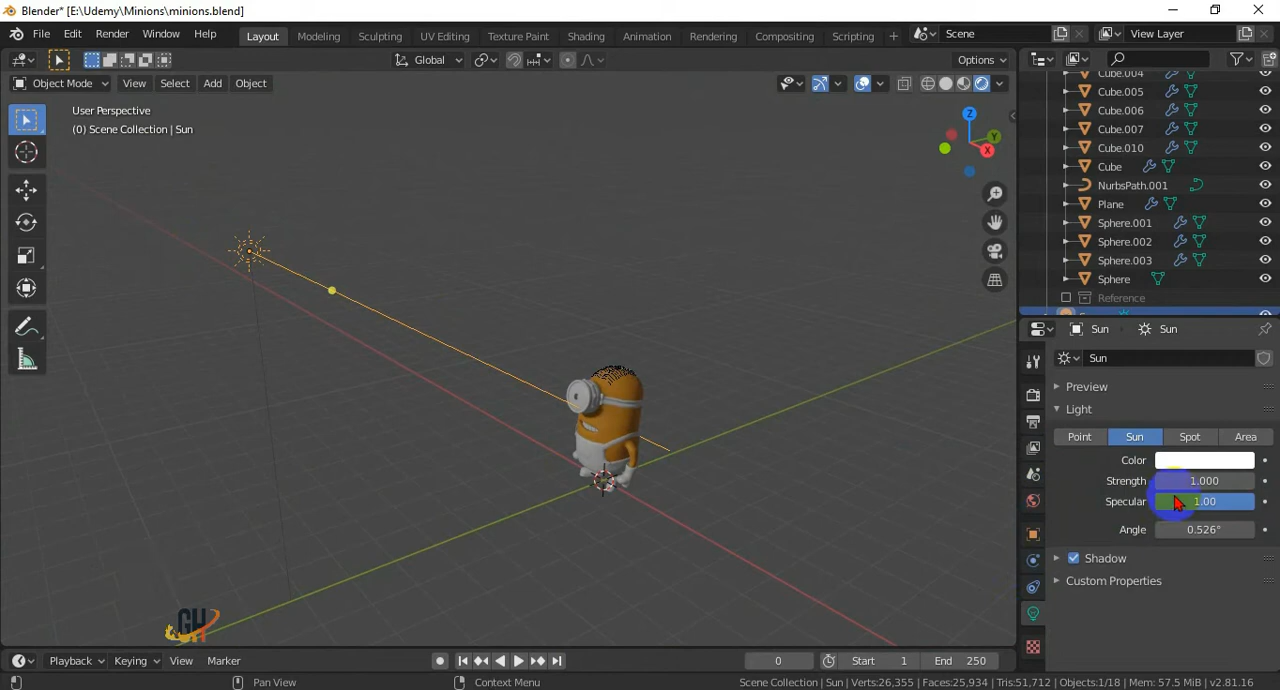 Blender* [E:\Udemy\Minions\minions.blend]
File Edit Render Window Help Layout Modeling Sculpting UV Editing Texture Paint Shading Animation Rendering Compositing Scripting + Scene View Layer
Global Options
Object Mode View Select Add Object
User Perspective
(0) Scene Collection | Sun
Z
Y
X
Cube.004
Cube.005
Cube.006
Cube.007
Cube.010
Cube
NurbsPath.001
Plane
Sphere.001
Sphere.002
Sphere.003
Sphere
Reference
Sun Sun
Sun
Preview
Light
Point Sun Spot Area
Color
Strength 1.000
Specular 1.00
Angle 0.526°
Shadow
Custom Properties
GH
Playback Keying View Marker 0 Start 1 End 250
Pan View Context Menu Scene Collection | Sun | Verts:26,355 | Faces:25,934 | Tris:51,712 | Objects:1/18 | Mem: 57.5 MiB | v2.81.16